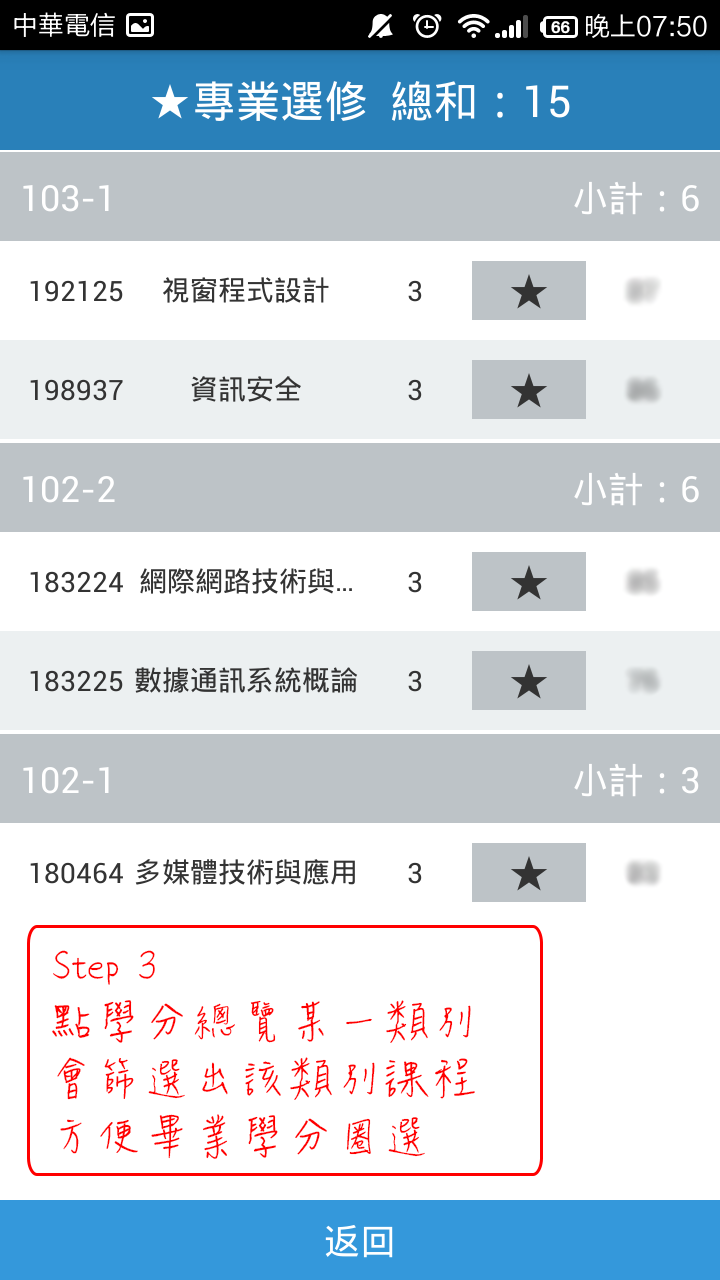 中華電信 66 晚上07:50
★專業選修 總和：15
103-1 小計：6
192125 視窗程式設計 3 ★
198937 資訊安全 3 ★
102-2 小計：6
183224 網際網路技術與... 3 ★
183225 數據通訊系統概論 3 ★
102-1 小計：3
180464 多媒體技術與應用 3 ★
Step 3
點學分總覽某一類別
會篩選出該類別課程
方便畢業學分圈選
返回